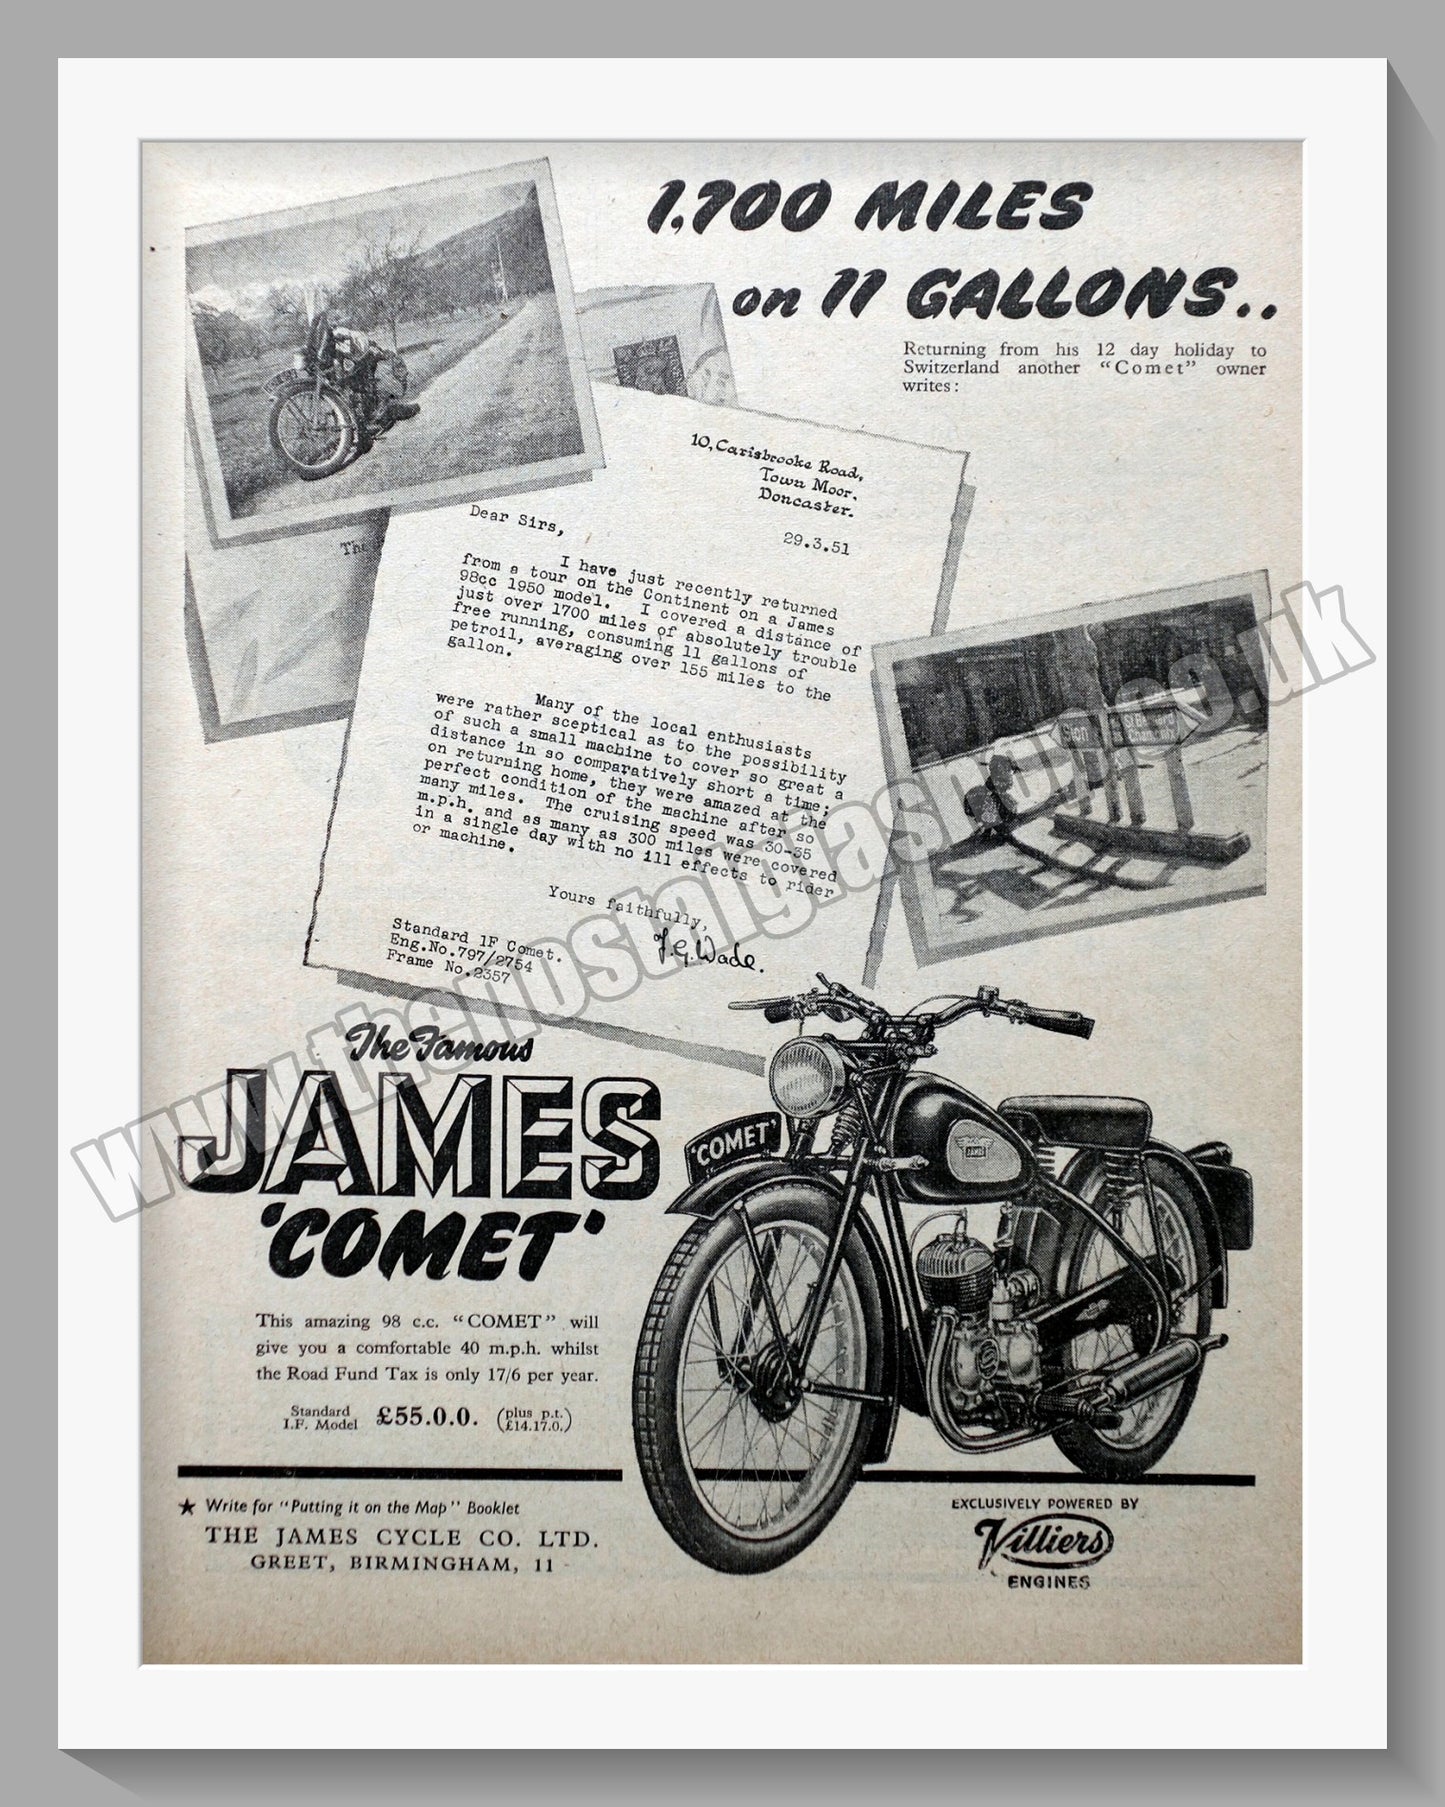 1,700 MILES
on 11 GALLONS..
Returning from his 12 day holiday to
Switzerland another "Comet" owner
writes:
10, Carisbrooke Road,
Town Moor,
Doncaster.
29.3.51
Dear Sirs,
I have just recently returned
from a tour on the Continent on a James
98cc 1950 model. I covered a distance of
just over 1700 miles of absolutely trouble
free running, consuming 11 gallons of
petroil, averaging over 155 miles to the
gallon.
Many of the local enthusiasts
were rather sceptical as to the possibility
of such a small machine to cover so great a
distance in so comparatively short a time;
on returning home, they were amazed at the
perfect condition of the machine after so
many miles. The cruising speed was 30-35
m.p.h. and as many as 300 miles were covered
in a single day with no ill effects to rider
or machine.
Yours faithfully,
F.G. Wade.
Standard 1F Comet.
Eng.No.797/2754
Frame No.2357
The
Sion
St Bernard
www.thenostalgiashop.co.uk
The Famous
JAMES
'COMET'
'COMET'
JAMES
This amazing 98 c.c. "COMET" will
give you a comfortable 40 m.p.h. whilst
the Road Fund Tax is only 17/6 per year.
Standard
I.F. Model £55.0.0. (plus p.t.
£14.17.0.)
★ Write for "Putting it on the Map" Booklet
THE JAMES CYCLE CO. LTD.
GREET, BIRMINGHAM, 11
EXCLUSIVELY POWERED BY
Villiers
ENGINES